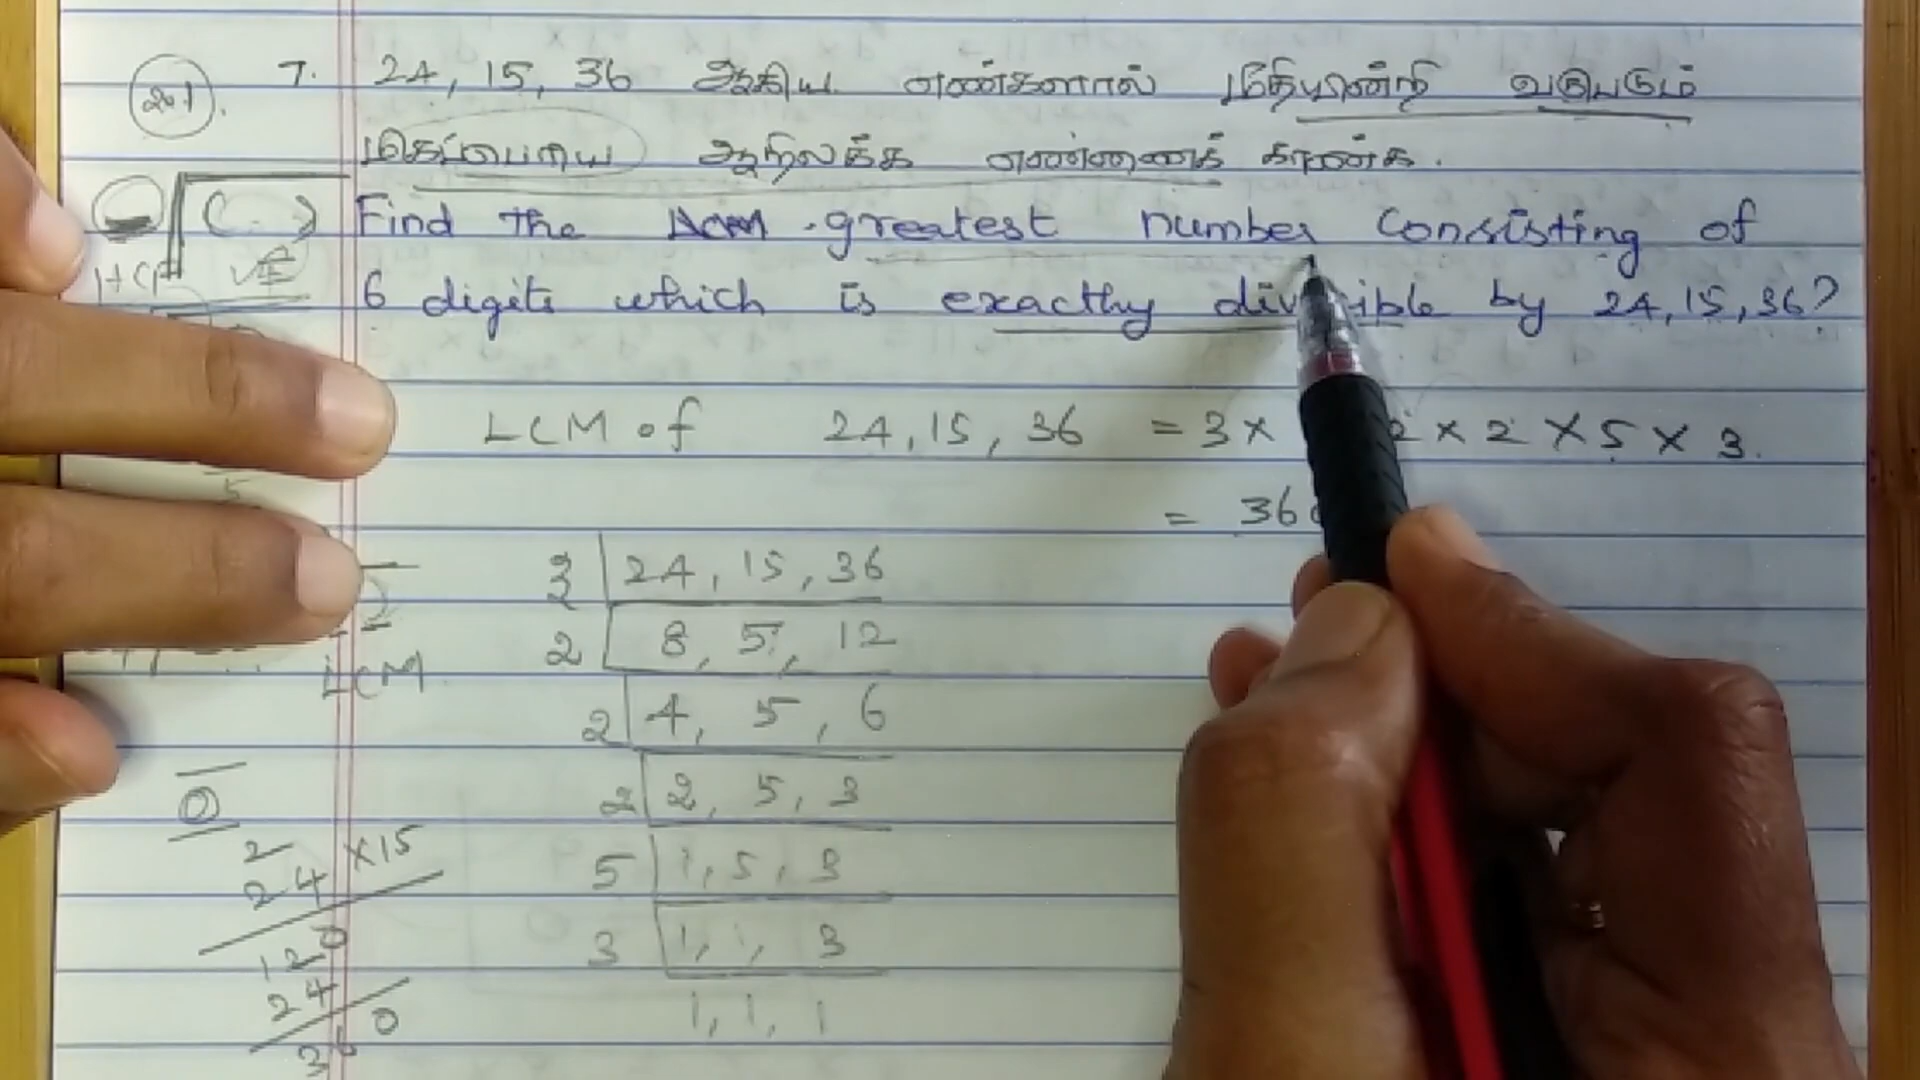 7. 24, 15, 36 ஆகிய எண்களால் மீதியின்றி வகுபடும்
மிகப்பெரிய ஆறிலக்க எண்ணைக் காண்க.
Find the greatest number consisting of
6 digits which is exactly divisible by 24, 15, 36?
HCF
LCM of 24, 15, 36 = 3 × 2 × 2 × 5 × 3.
= 360
3 24, 15, 36
2 8, 5, 12
LCM
2 4, 5, 6
2 2, 5, 3
0
2
24 × 15
5 1, 5, 3
120
3 1, 1, 3
24
360
1, 1, 1